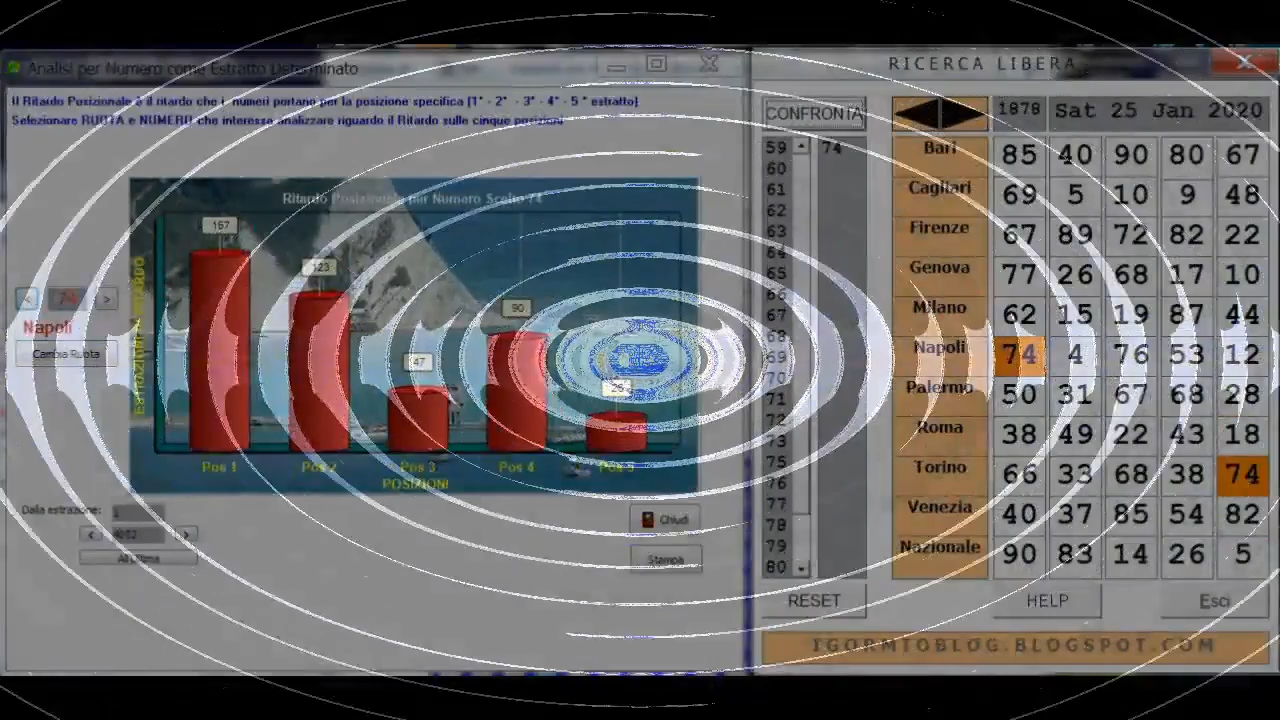 Analisi per Numero come Estratto Determinato
Il Ritardo Posizionale è il ritardo che i numeri portano per la posizione specifica (1° - 2° - 3° - 4° - 5° estratto)
Selezionare RUOTA e NUMERO che interessa analizzare riguardo il Ritardo sulle cinque posizioni
Ritardo Posizionale per Numero Scelto 74
167
123
47
90
26
RITARDO
Pos 1 Pos 2 Pos 3 Pos 4 Pos 5
POSIZIONI
< 74 >
Napoli
Cambia Ruota
Dalla estrazione: 1
< >
All'ultima
Chiudi
Stampa
RICERCA LIBERA
CONFRONTA
1878 Sat 25 Jan 2020
59
60
61
62
63
64
65
66
67
68
69
70
71
72
73
75
76
77
78
79
80
74
Bari 85 40 90 80 67
Cagliari 69 5 10 9 48
Firenze 67 89 72 82 22
Genova 77 26 68 17 10
Milano 62 15 19 87 44
Napoli 74 4 76 53 12
Palermo 50 31 67 68 28
Roma 38 49 22 43 18
Torino 66 33 68 38 74
Venezia 40 37 85 54 82
Nazionale 90 83 14 26 5
RESET HELP Esci
IGORMIOBLOG.BLOGSPOT.COM